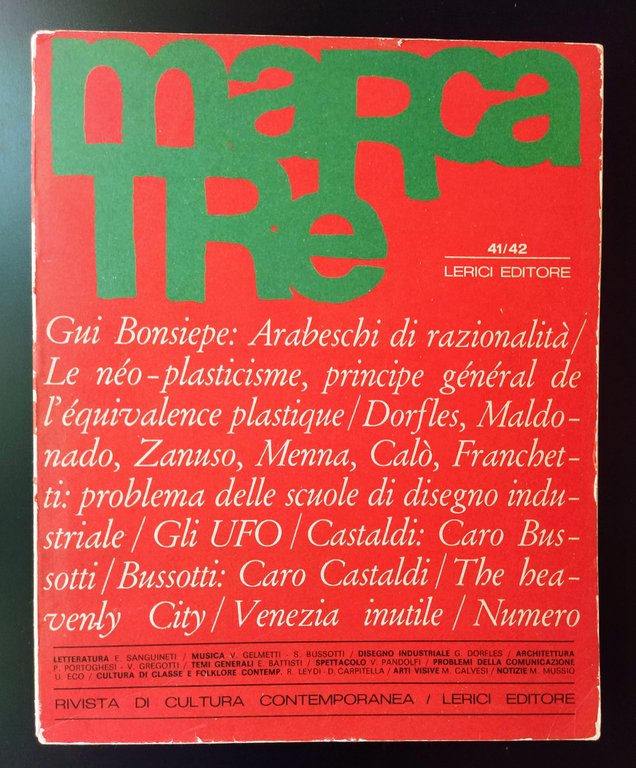 marca
TRe
41/42
LERICI EDITORE
Gui Bonsiepe: Arabeschi di razionalità/
Le néo-plasticisme, principe général de
l'équivalence plastique/Dorfles, Maldo-
nado, Zanuso, Menna, Calò, Franchet-
ti: problema delle scuole di disegno indu-
striale/Gli UFO/Castaldi: Caro Bus-
sotti/Bussotti: Caro Castaldi/The hea-
venly City/Venezia inutile/Numero
LETTERATURA E. SANGUINETI / MUSICA V. GELMETTI - S. BUSSOTTI / DISEGNO INDUSTRIALE G. DORFLES / ARCHITETTURA
P. PORTOGHESI - V. GREGOTTI / TEMI GENERALI E. BATTISTI / SPETTACOLO V. PANDOLFI / PROBLEMI DELLA COMUNICAZIONE
U. ECO / CULTURA DI CLASSE E FOLKLORE CONTEMP. R. LEYDI - D. CARPITELLA / ARTI VISIVE M. CALVESI / NOTIZIE M. MUSSIO
RIVISTA DI CULTURA CONTEMPORANEA / LERICI EDITORE